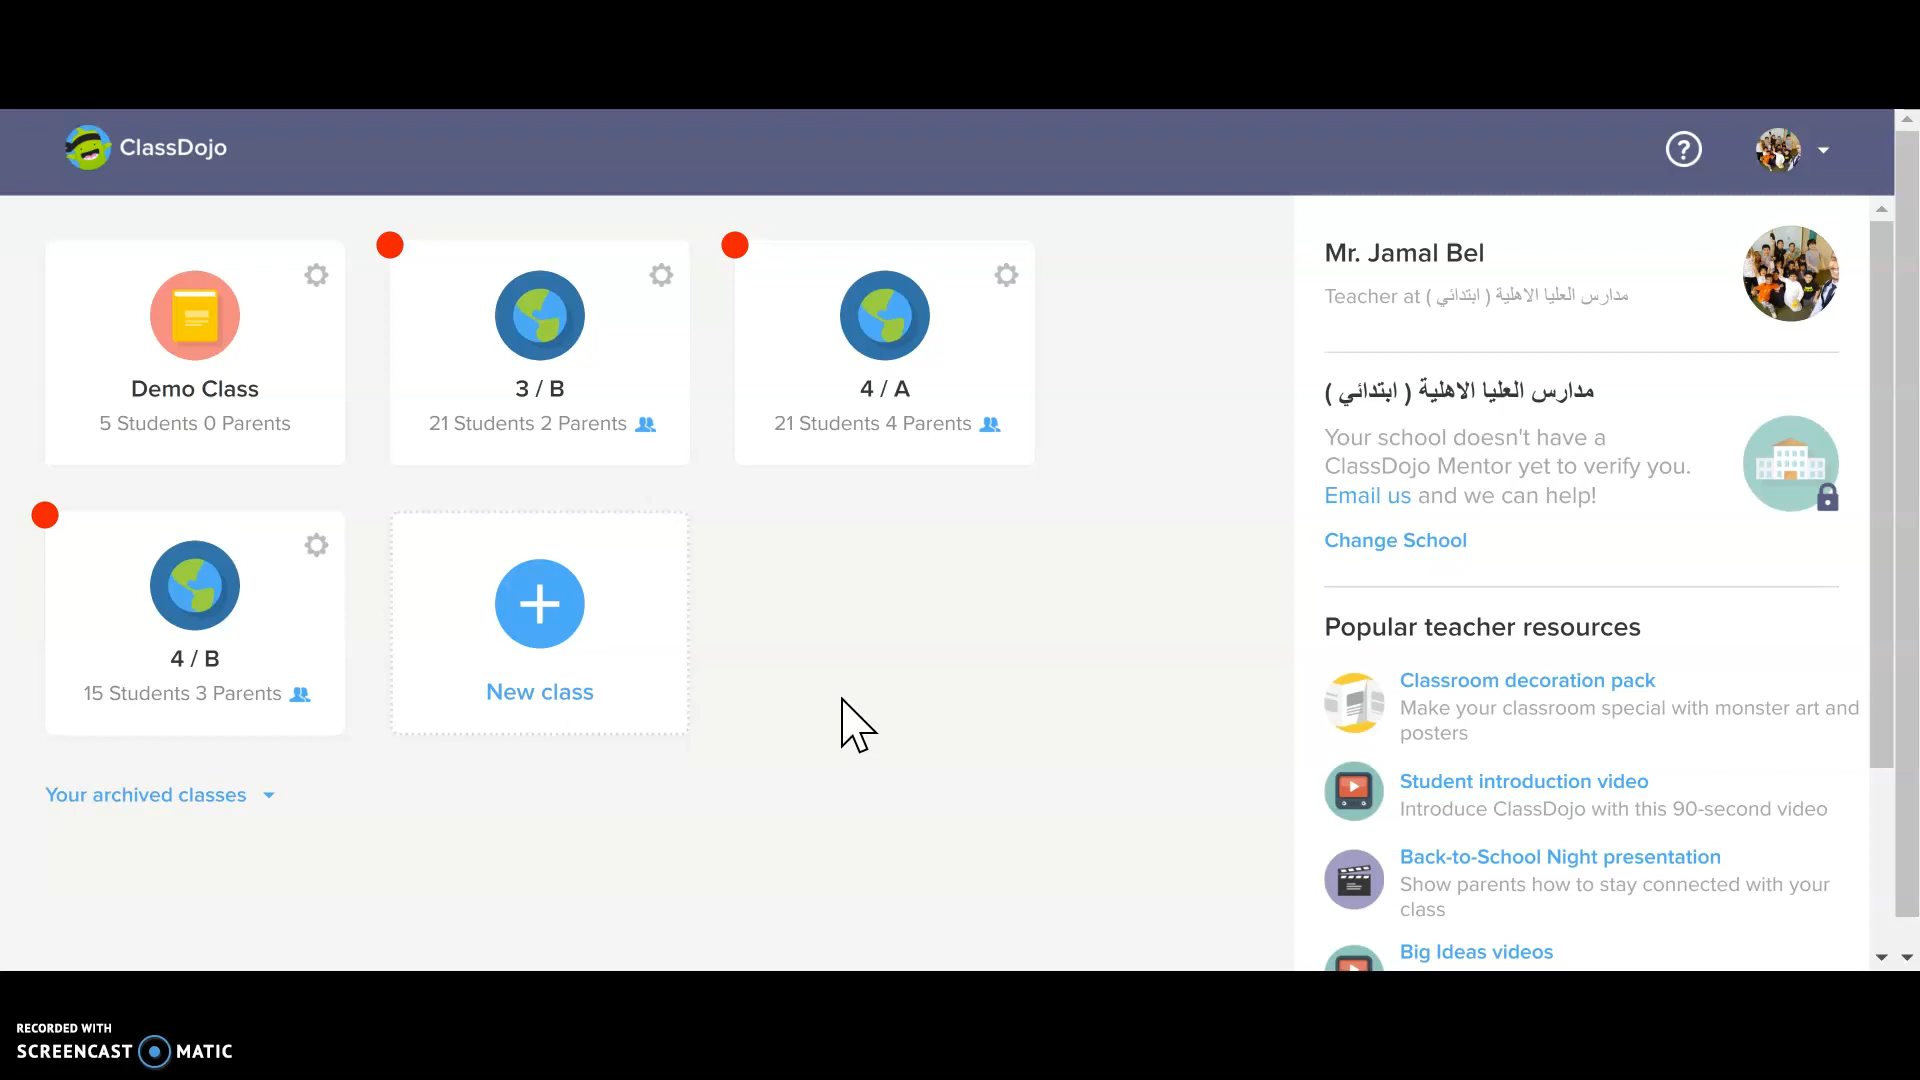 ClassDojo
?
Demo Class
5 Students 0 Parents
3 / B
21 Students 2 Parents
4 / A
21 Students 4 Parents
4 / B
15 Students 3 Parents
New class
Your archived classes
Mr. Jamal Bel
Teacher at مدارس العليا الاهلية ( ابتدائي )
مدارس العليا الاهلية ( ابتدائي )
Your school doesn't have a
ClassDojo Mentor yet to verify you.
Email us and we can help!
Change School
Popular teacher resources
Classroom decoration pack
Make your classroom special with monster art and
posters
Student introduction video
Introduce ClassDojo with this 90-second video
Back-to-School Night presentation
Show parents how to stay connected with your
class
Big Ideas videos
RECORDED WITH
SCREENCAST MATIC